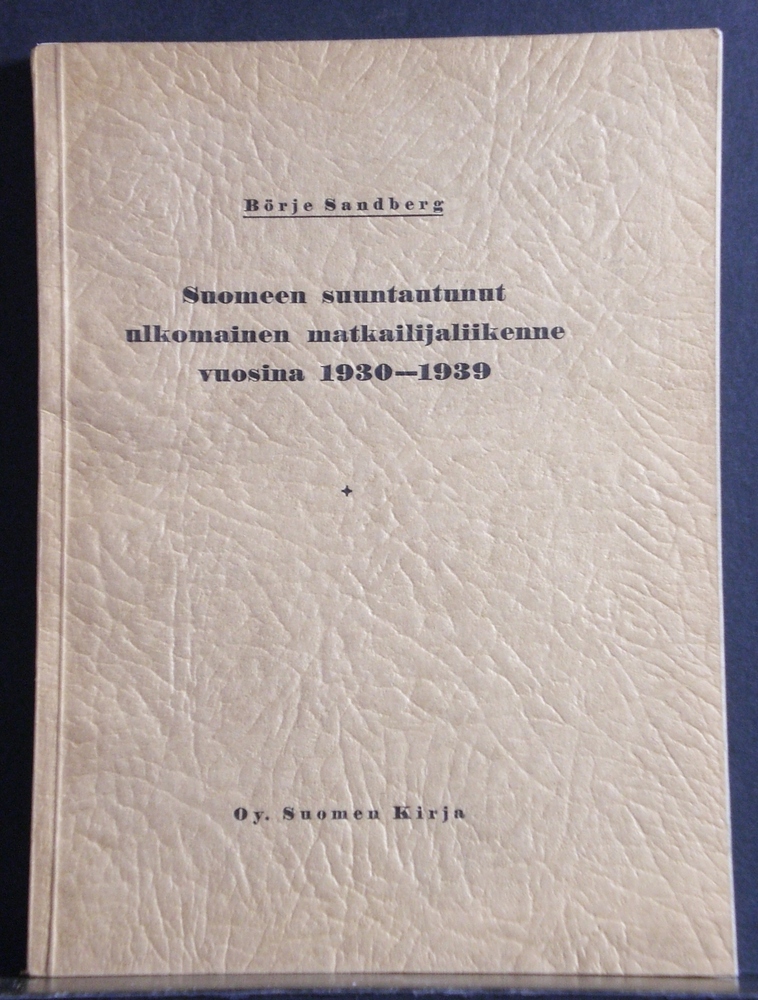 Börje Sandberg
Suomeen suuntautunut
ulkomainen matkailijaliikenne
vuosina 1930—1939
Oy. Suomen Kirja